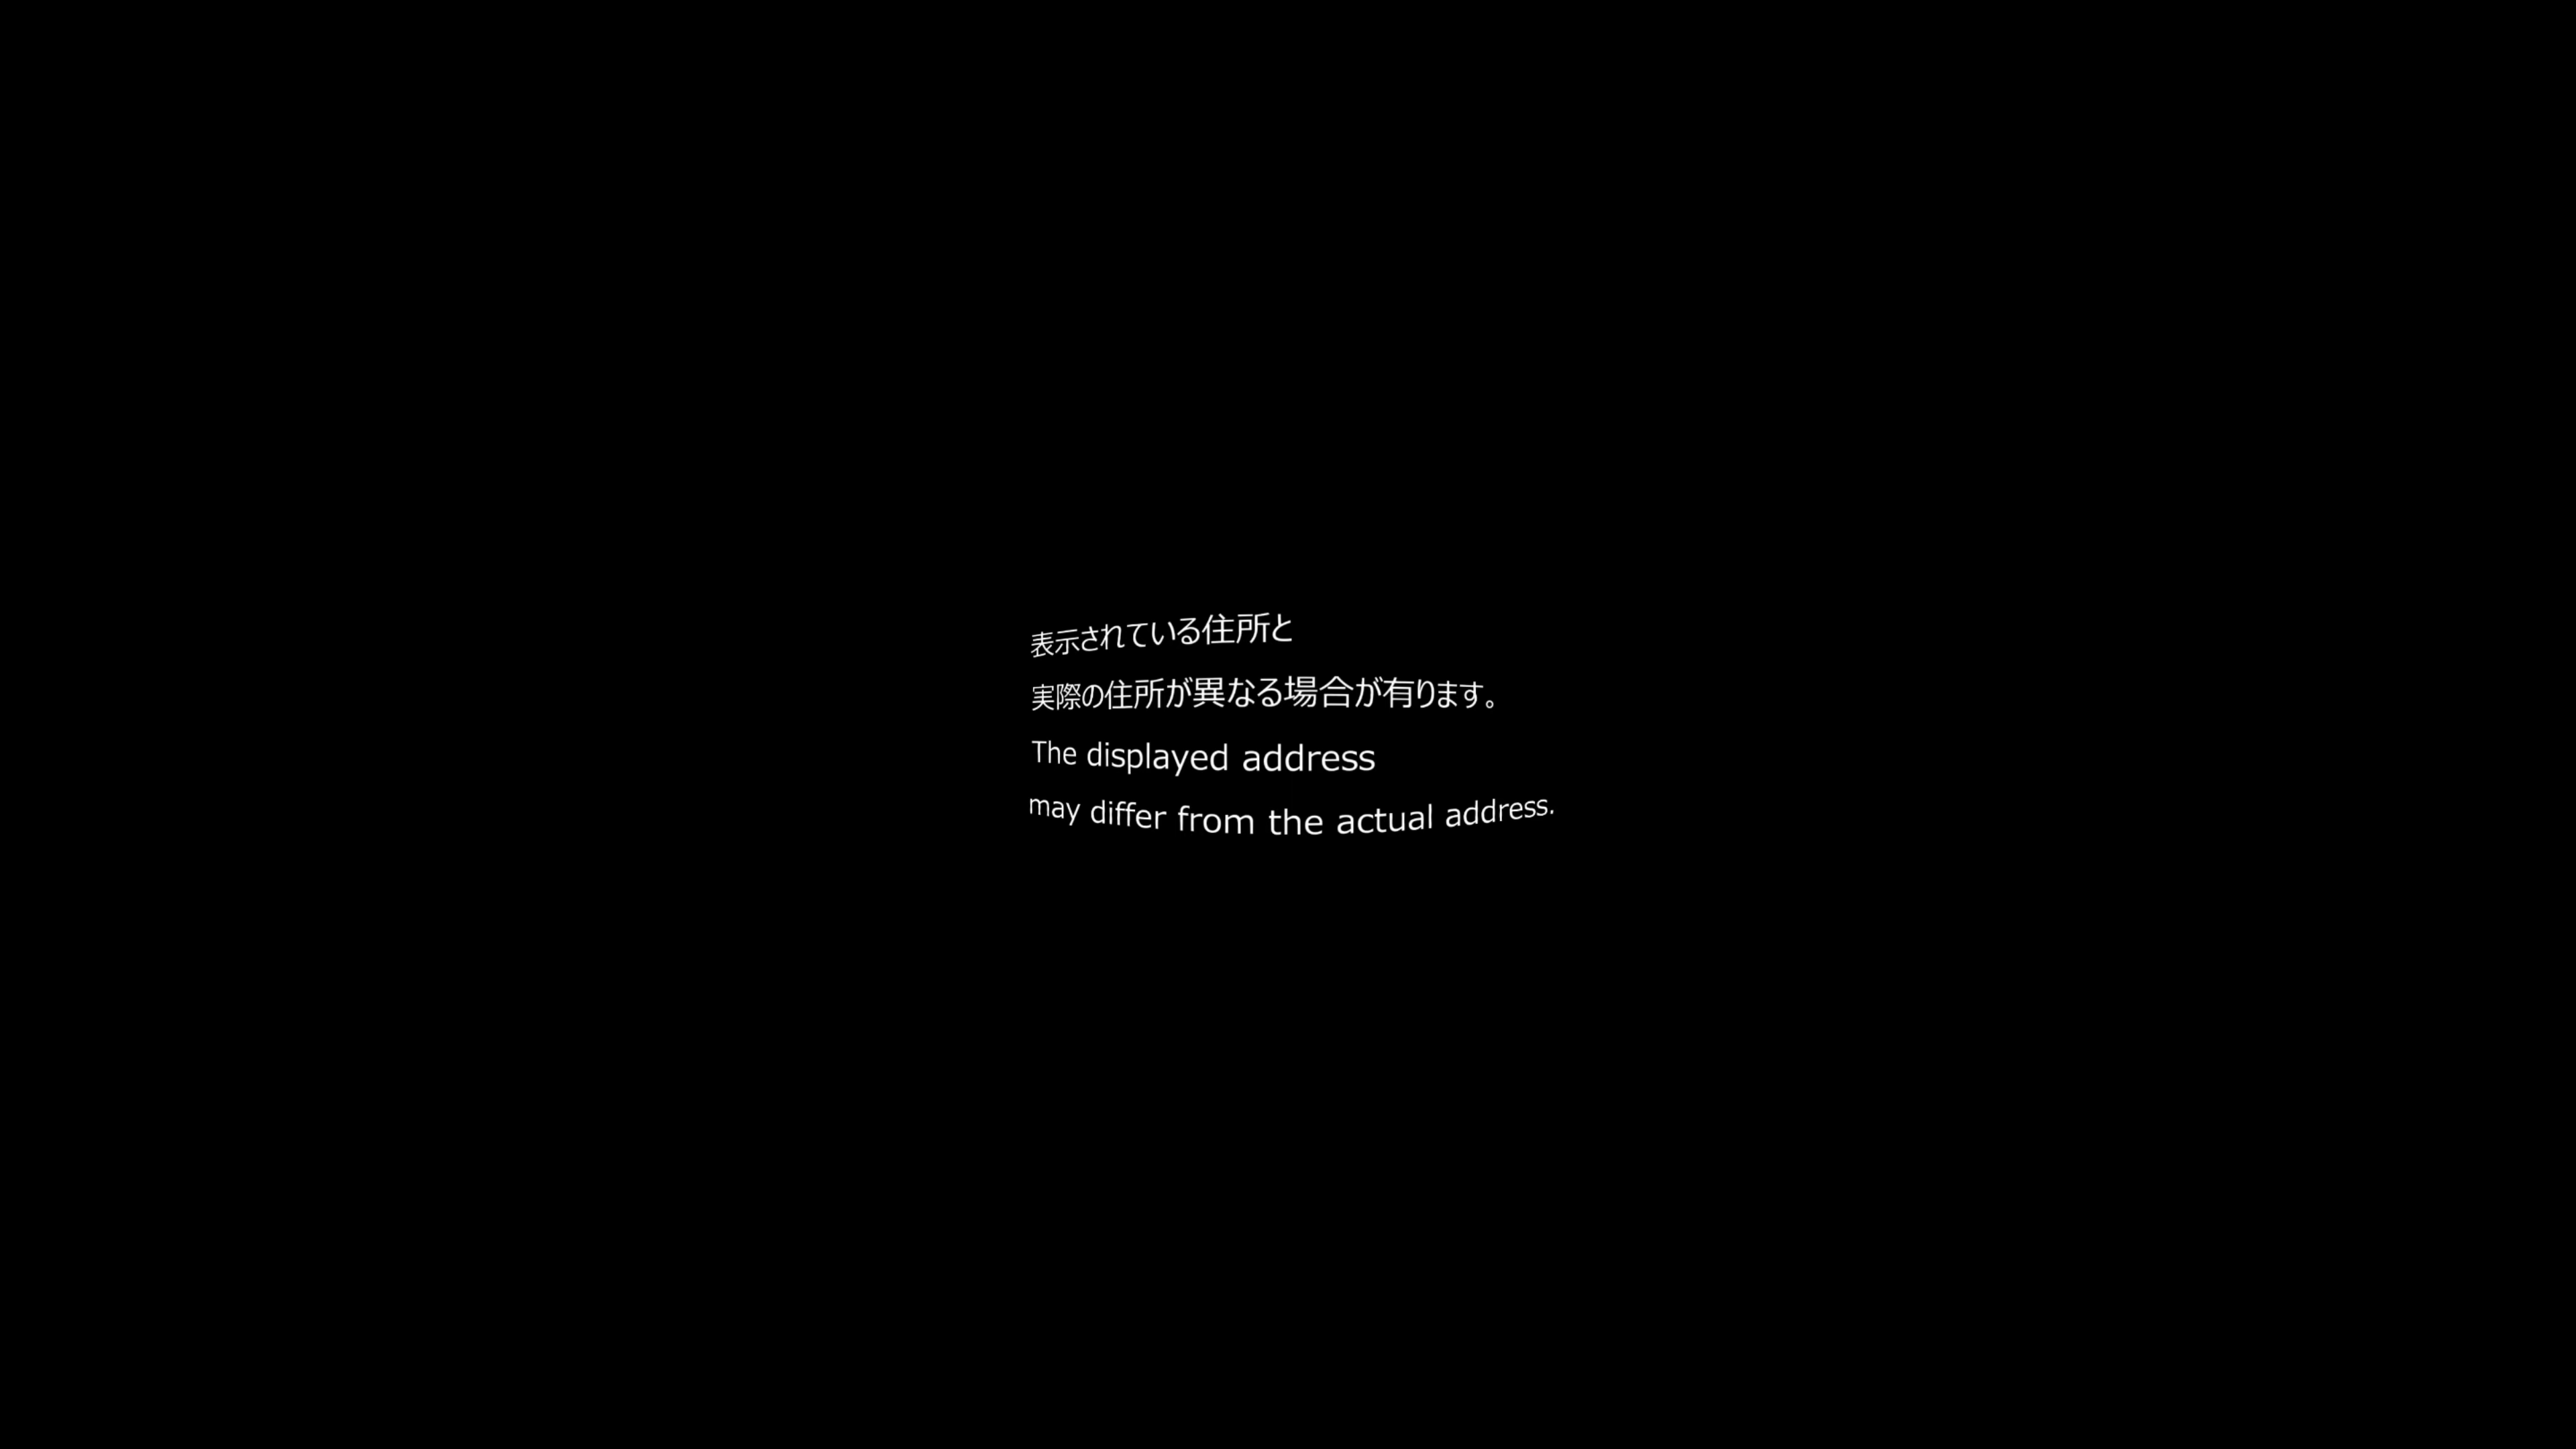 表示されている住所と
実際の住所が異なる場合が有ります。
The displayed address
may differ from the actual address.